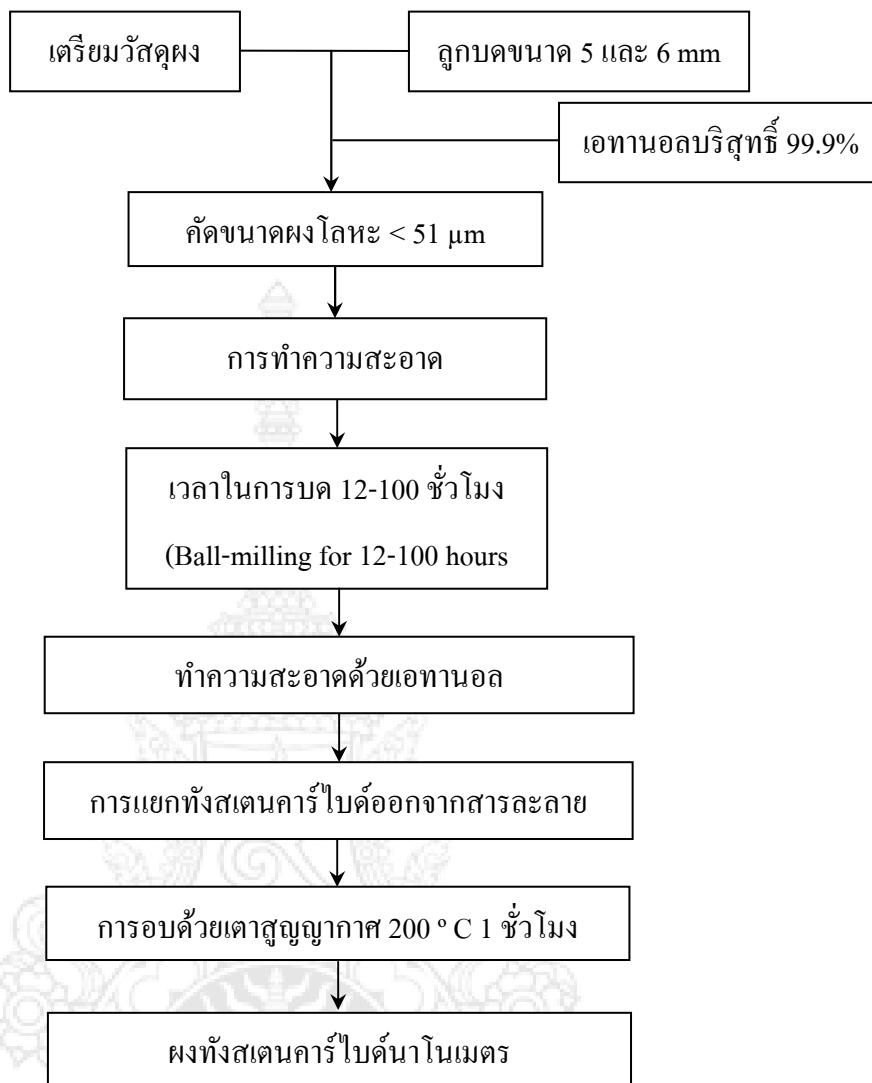 เตรียมวัสดุผง
ลูกบดขนาด 5 และ 6 mm
เอทานอลบริสุทธิ์ 99.9%
คัดขนาดผงโลหะ < 51 µm
การทำความสะอาด
เวลาในการบด 12-100 ชั่วโมง
(Ball-milling for 12-100 hours
ทำความสะอาดด้วยเอทานอล
การแยกทังสเตนคาร์ไบด์ออกจากสารละลาย
การอบด้วยเตาสูญญากาศ 200 º C 1 ชั่วโมง
ผงทังสเตนคาร์ไบด์นาโนเมตร